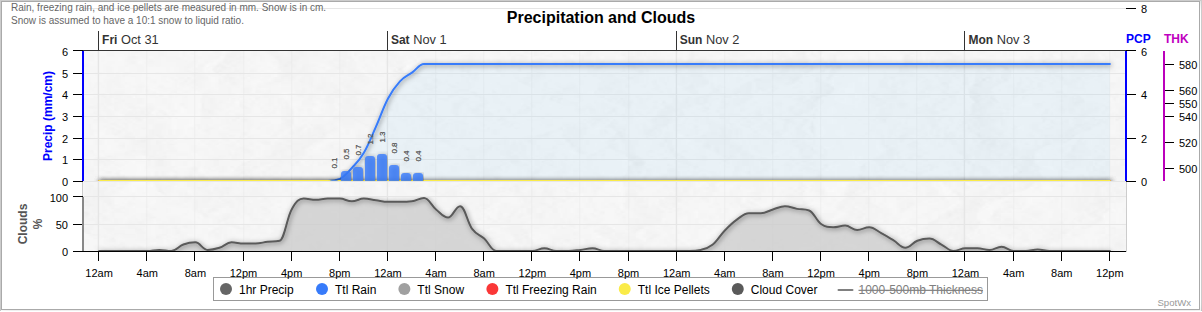 Rain, freezing rain, and ice pellets are measured in mm. Snow is in cm.
Snow is assumed to have a 10:1 snow to liquid ratio.
Precipitation and Clouds
8
Fri Oct 31 Sat Nov 1 Sun Nov 2 Mon Nov 3 PCP THK
Precip (mm/cm)
6 5 4 3 2 1 0
0.1 0.5 0.7 1.2 1.3 0.8 0.4 0.4
6 4 2 0
580 560 550 540 520 500
Clouds
%
100 50 0
12am 4am 8am 12pm 4pm 8pm 12am 4am 8am 12pm 4pm 8pm 12am 4am 8am 12pm 4pm 8pm 12am 4am 8am 12pm
1hr Precip Ttl Rain Ttl Snow Ttl Freezing Rain Ttl Ice Pellets Cloud Cover 1000-500mb Thickness
SpotWx